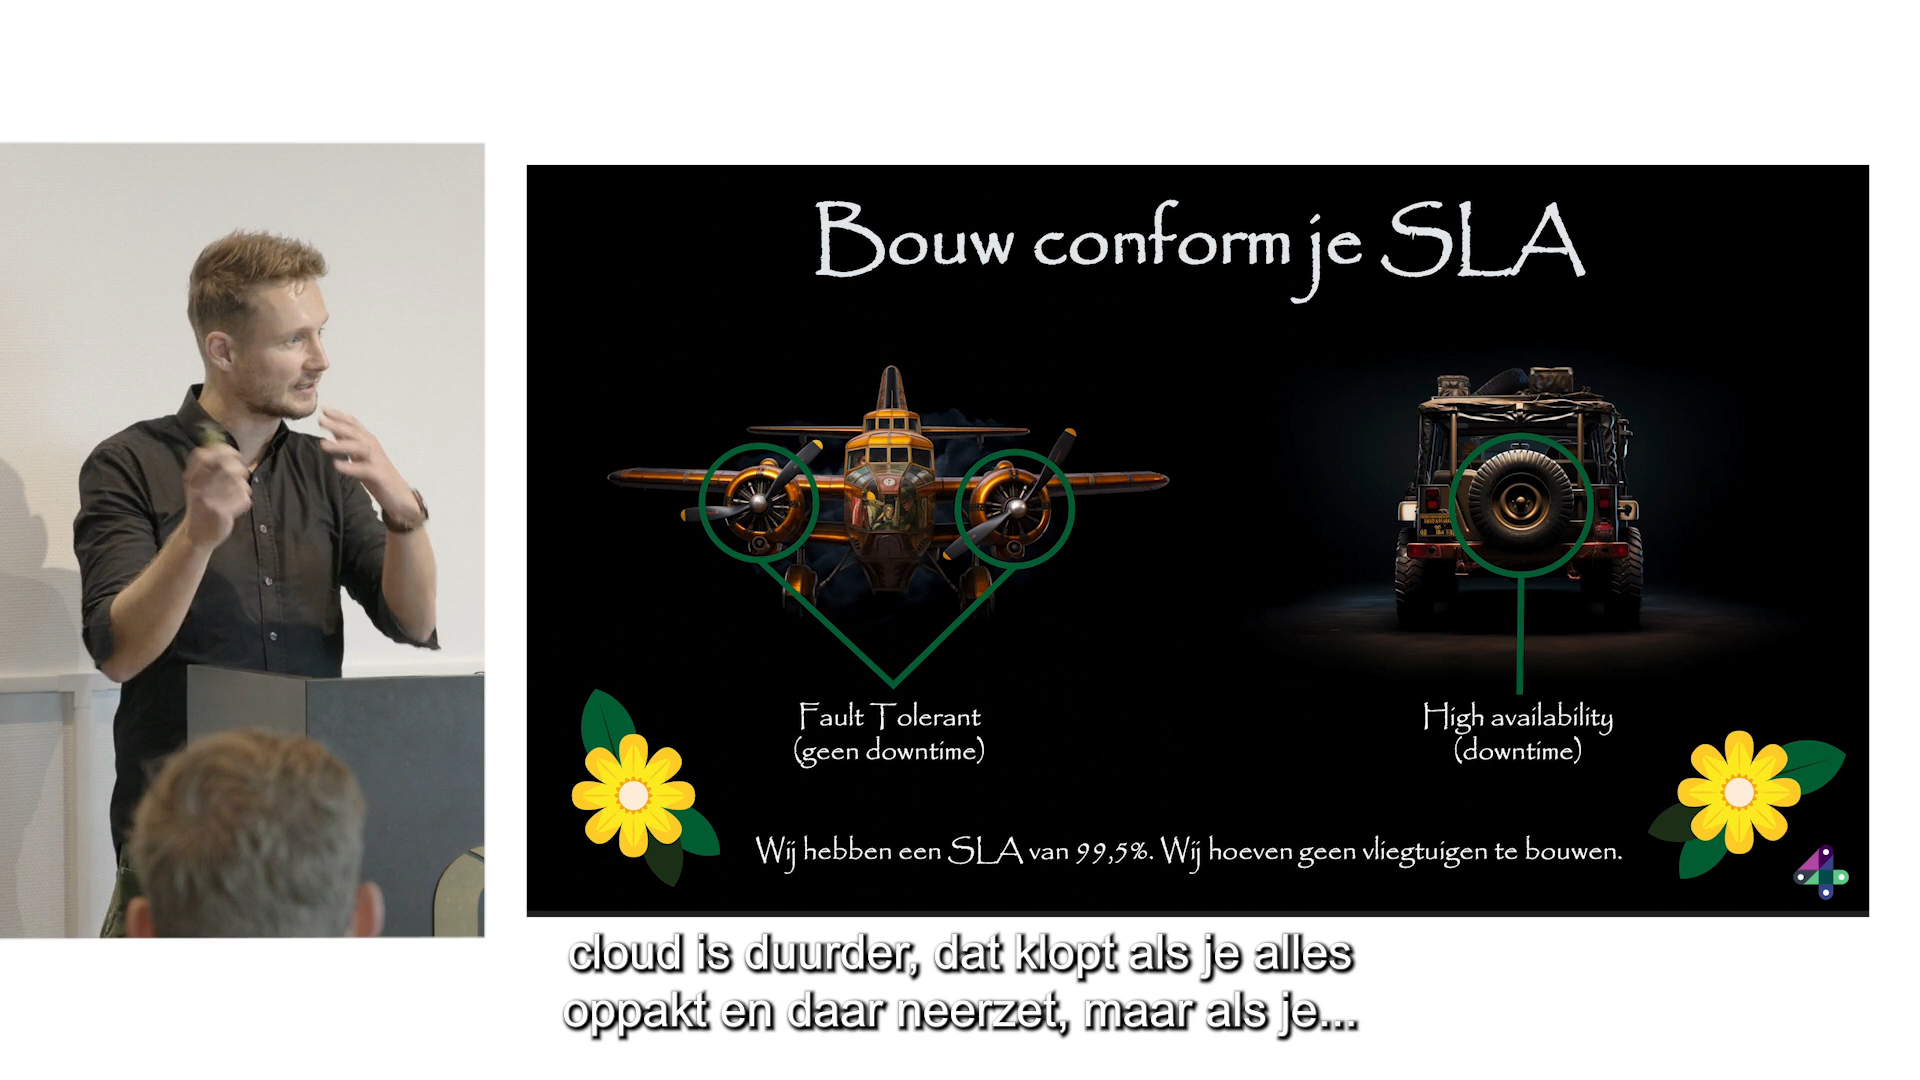 Bouw conform je SLA
Fault Tolerant
(geen downtime)
High availability
(downtime)
Wij hebben een SLA van 99,5%. Wij hoeven geen vliegtuigen te bouwen.
cloud is duurder, dat klopt als je alles
oppakt en daar neerzet, maar als je...